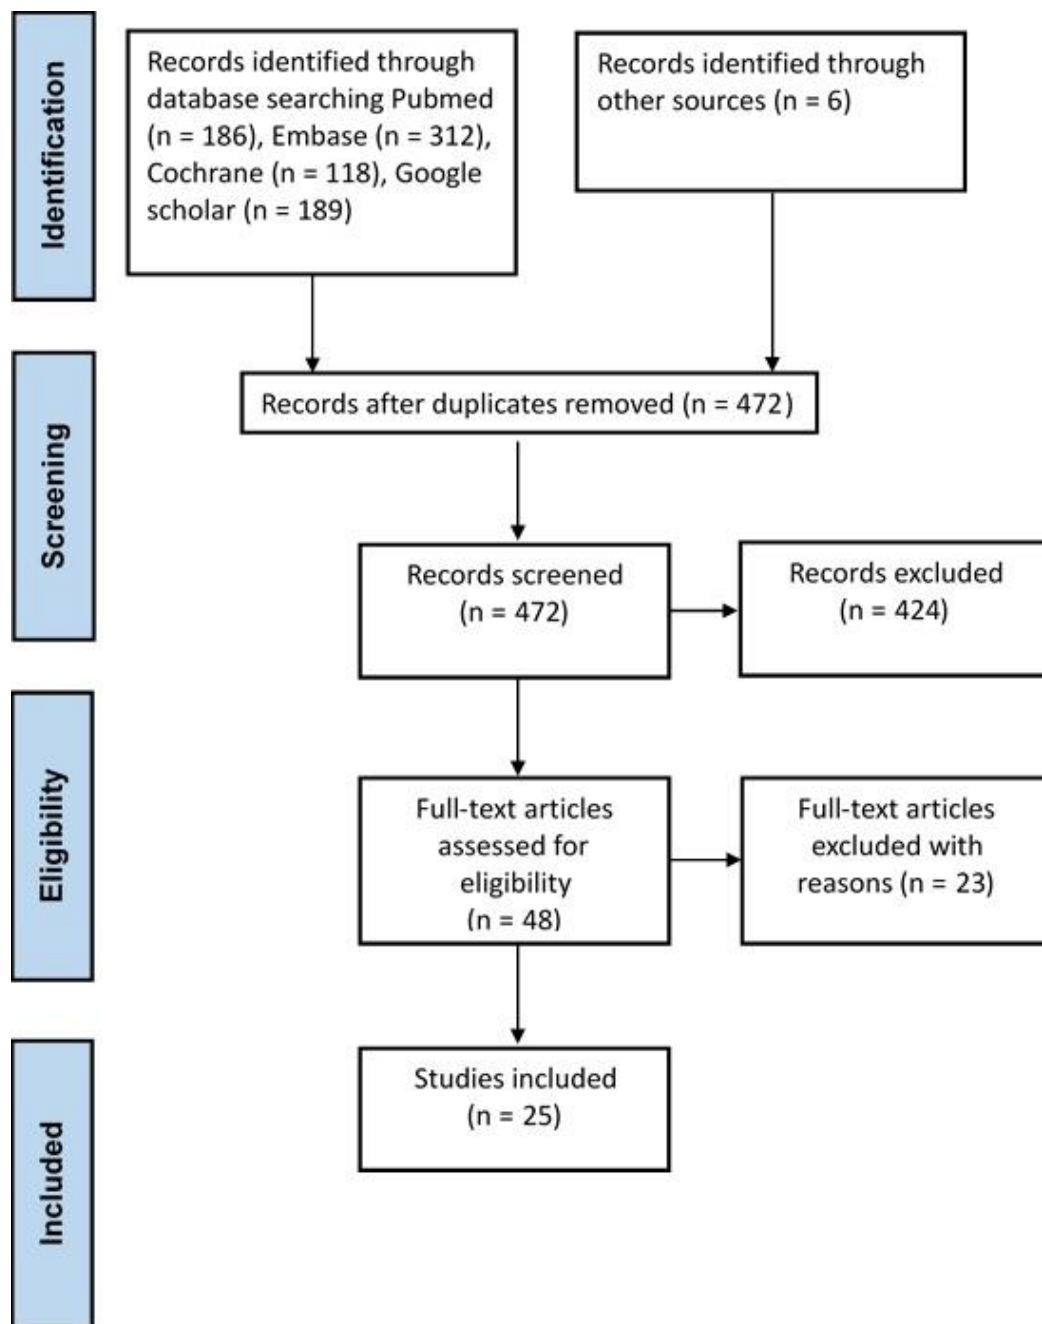 Identification
Records identified through
database searching Pubmed
(n = 186), Embase (n = 312),
Cochrane (n = 118), Google
scholar (n = 189)
Records identified through
other sources (n = 6)
Screening
Records after duplicates removed (n = 472)
Records screened
(n = 472)
Records excluded
(n = 424)
Eligibility
Full-text articles
assessed for
eligibility
(n = 48)
Full-text articles
excluded with
reasons (n = 23)
Included
Studies included
(n = 25)